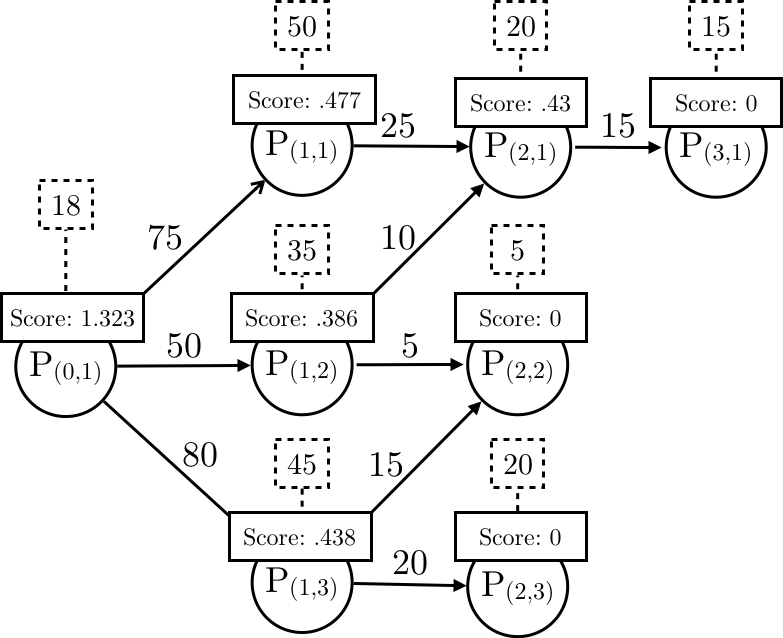 50
20
15
Score: .477
Score: .43
Score: 0
P(1,1)
25
P(2,1)
15
P(3,1)
18
75
35
10
5
Score: 1.323
Score: .386
Score: 0
P(0,1)
50
P(1,2)
5
P(2,2)
80
45
15
20
Score: .438
Score: 0
P(1,3)
20
P(2,3)